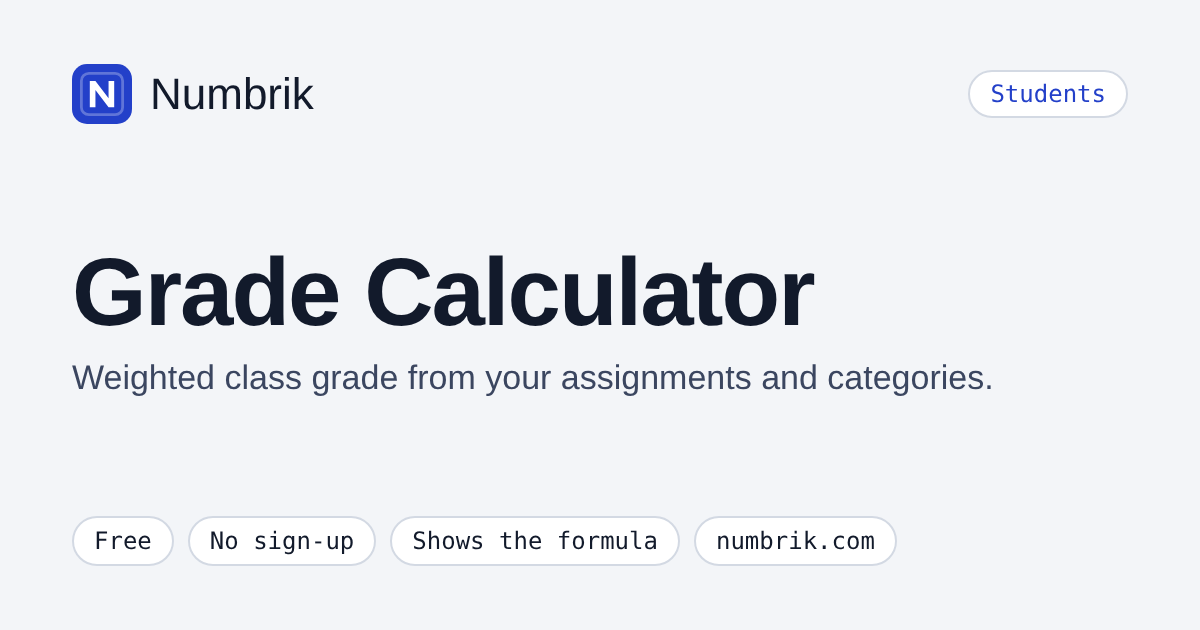 N Numbrik
Students
Grade Calculator
Weighted class grade from your assignments and categories.
Free
No sign-up
Shows the formula
numbrik.com